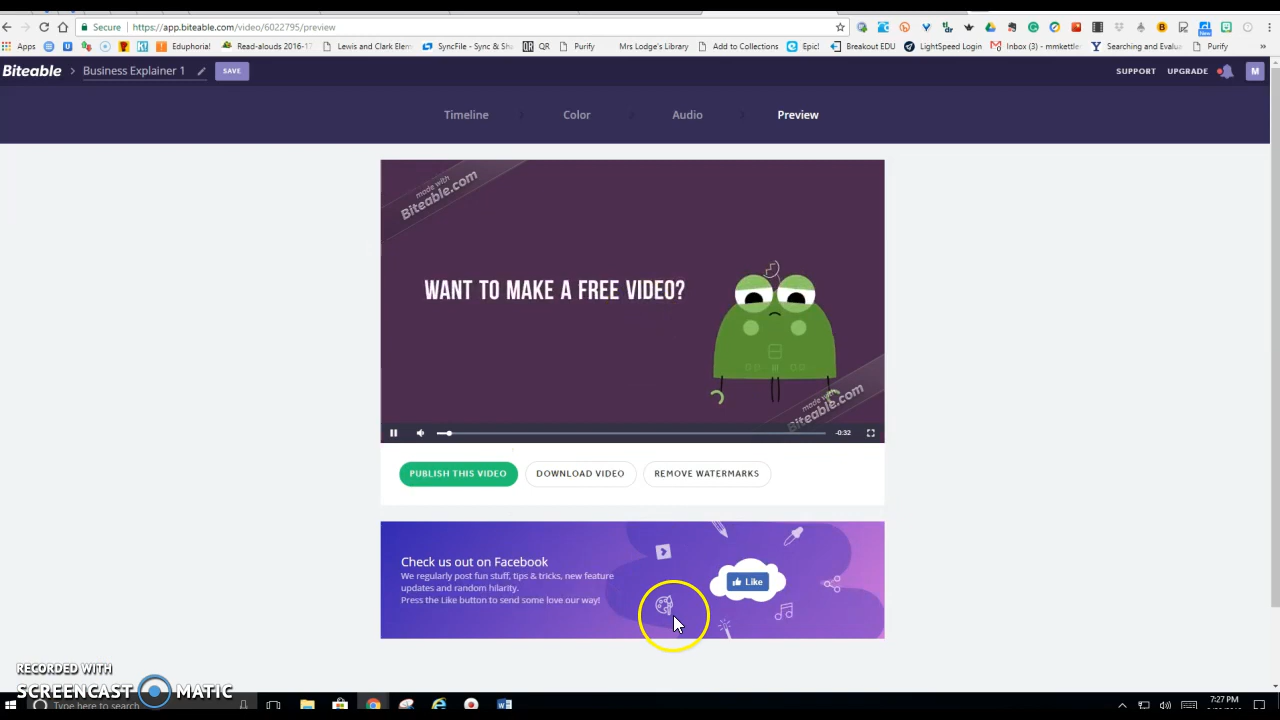 Secure https://app.biteable.com/video/6022795/preview
Apps Eduphoria! Read-alouds 2016-17 Lewis and Clark Elem SyncFile - Sync & Sh QR Purify Mrs Lodge's Library Add to Collections Epic! Breakout EDU LightSpeed Login Inbox (3) - mmkettler Searching and Evalua Purify
New
Biteable > Business Explainer 1 SAVE SUPPORT UPGRADE M
Timeline > Color > Audio > Preview
made with
Biteable.com
WANT TO MAKE A FREE VIDEO?
made with
Biteable.com
-0:32
PUBLISH THIS VIDEO DOWNLOAD VIDEO REMOVE WATERMARKS
Check us out on Facebook
We regularly post fun stuff, tips & tricks, new feature
updates and random hilarity.
Press the Like button to send some love our way!
Like
RECORDED WITH
SCREENCAST MATIC
Type here to search
7:27 PM